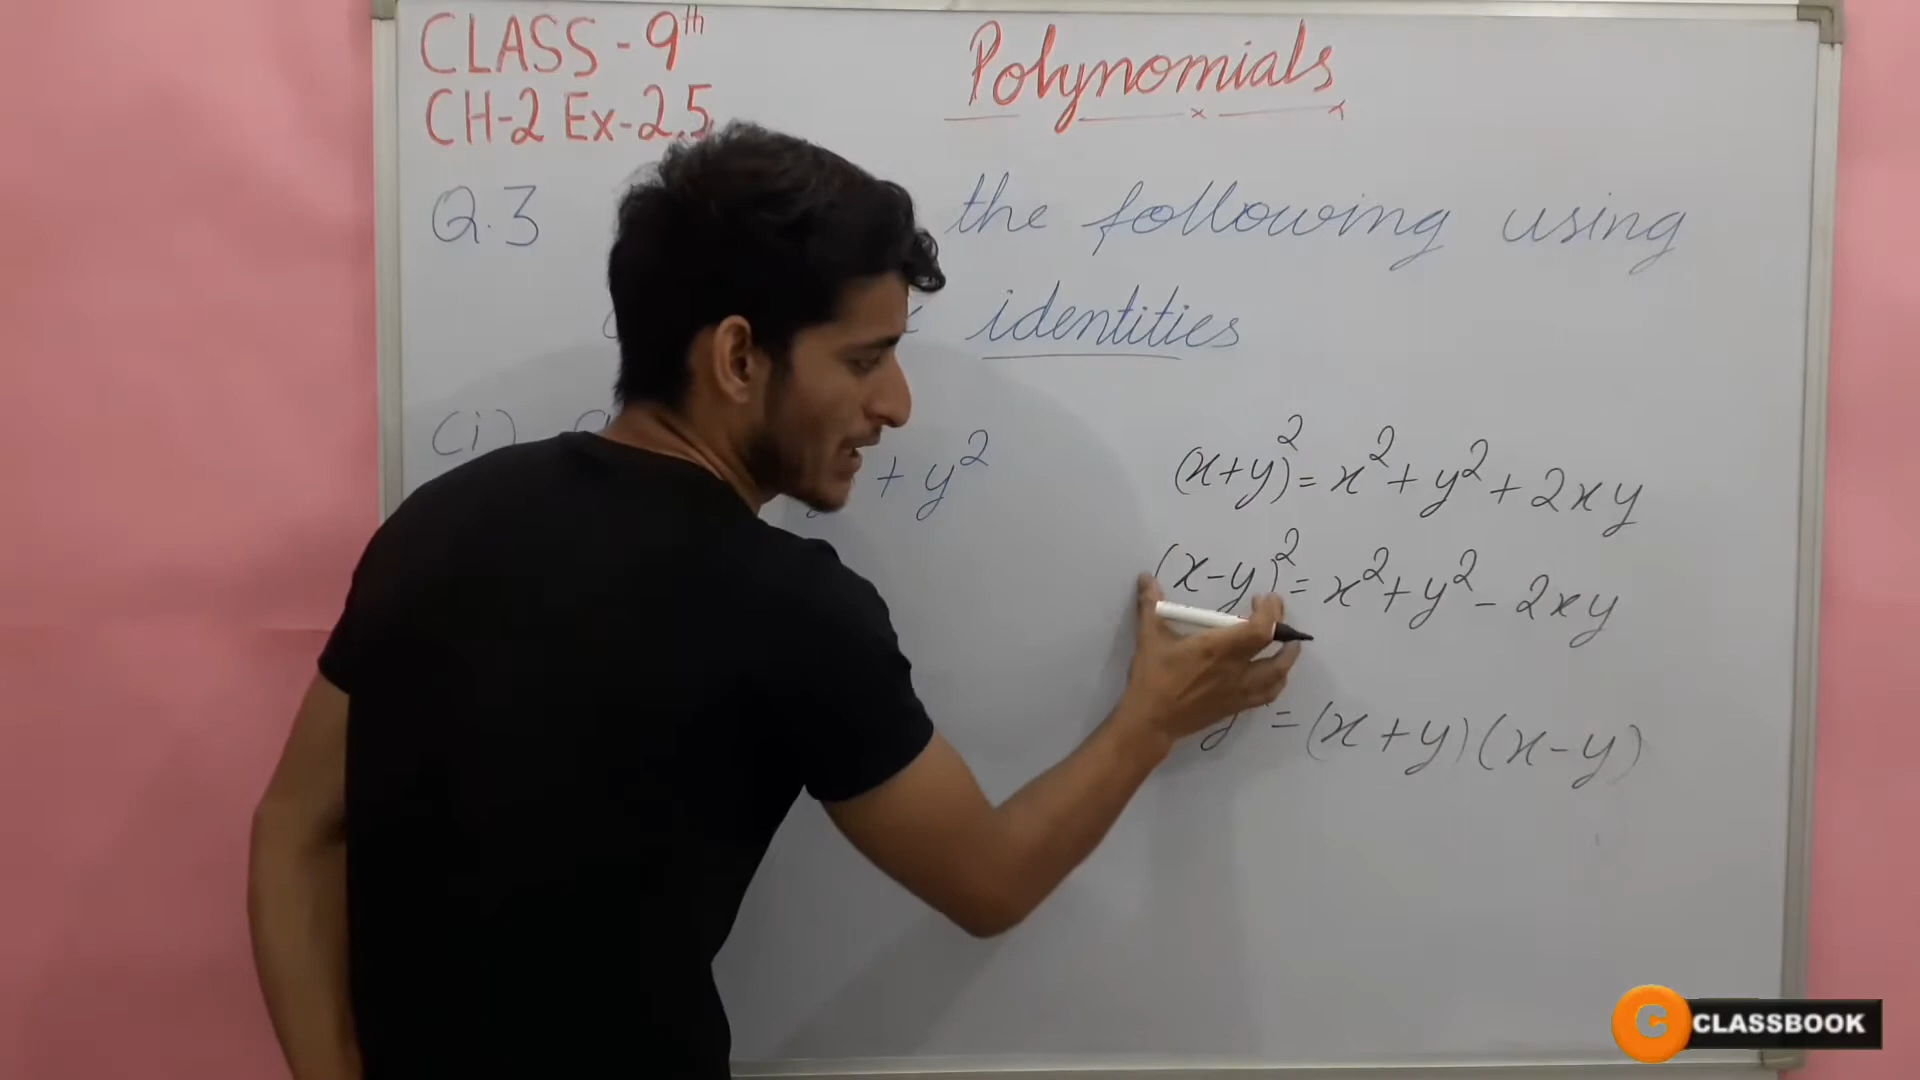 CLASS-9th
CH-2 Ex-2.5
Polynomials
Q.3 the following using
identities
(i) + y²
(x+y)² = x² + y² + 2xy
(x-y)² = x² + y² - 2xy
y² = (x+y)(x-y)
C CLASSBOOK